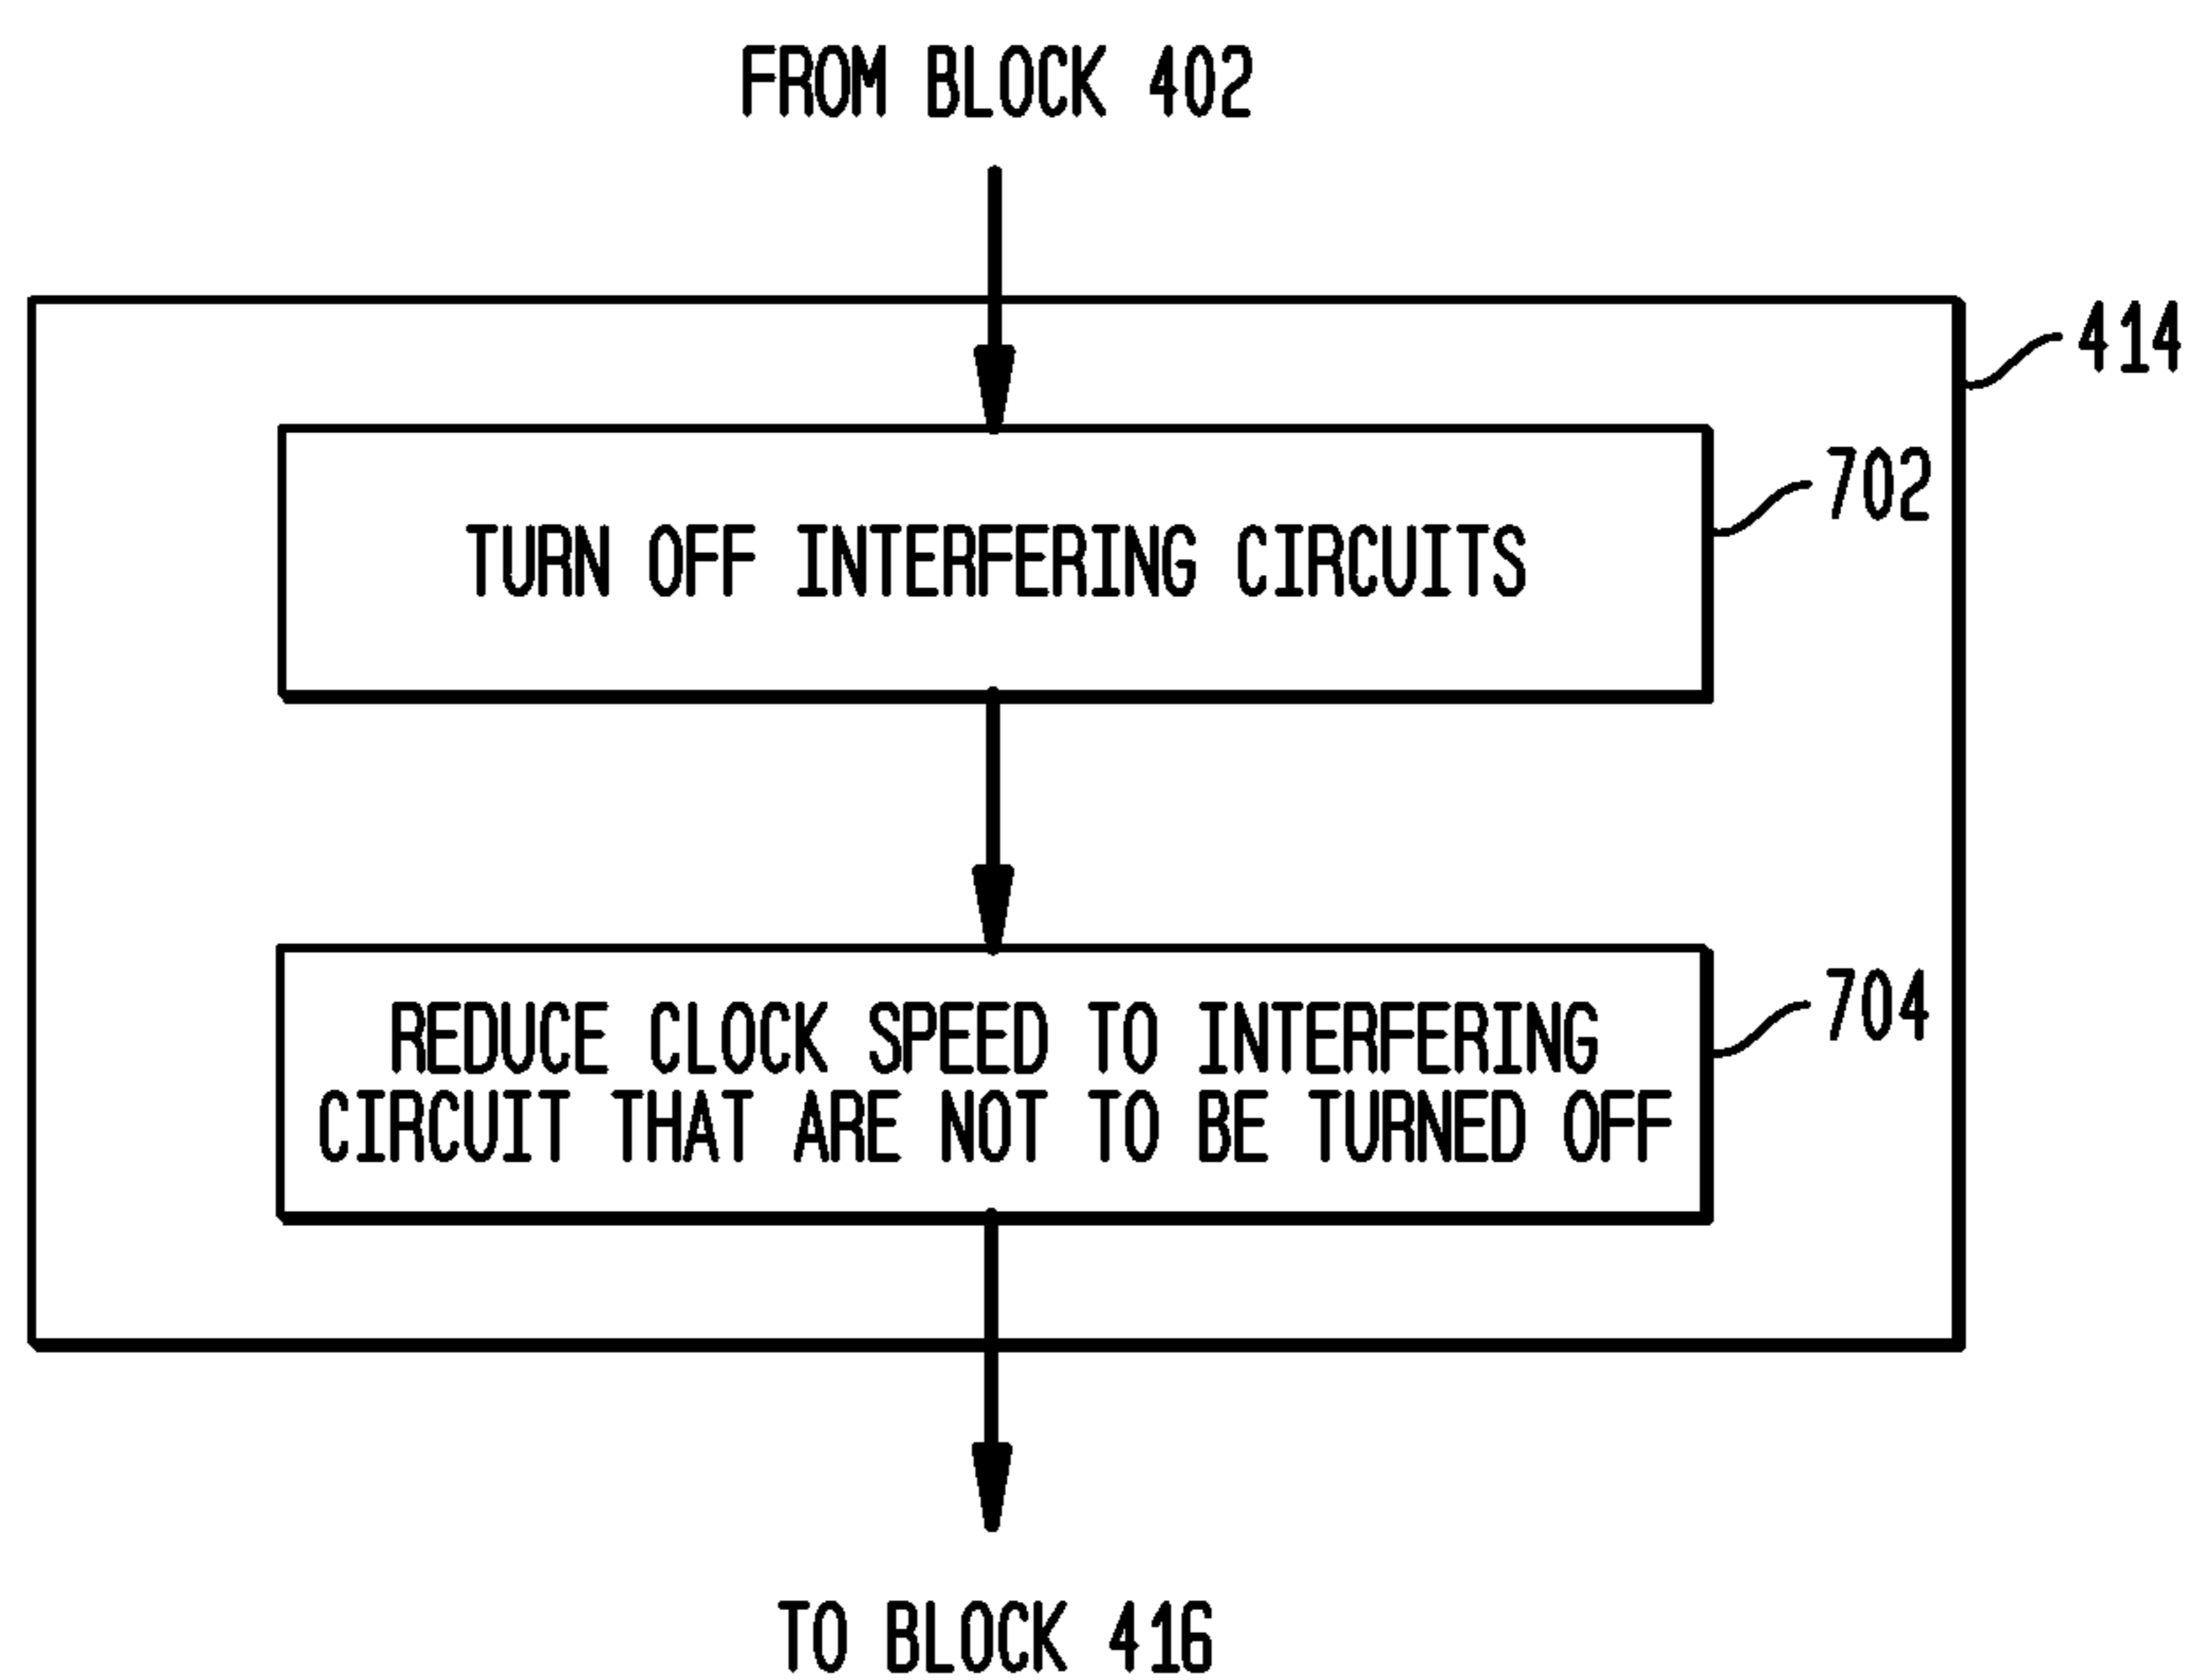 FROM BLOCK 402
414
702
TURN OFF INTERFERING CIRCUITS
704
REDUCE CLOCK SPEED TO INTERFERING
CIRCUIT THAT ARE NOT TO BE TURNED OFF
TO BLOCK 416